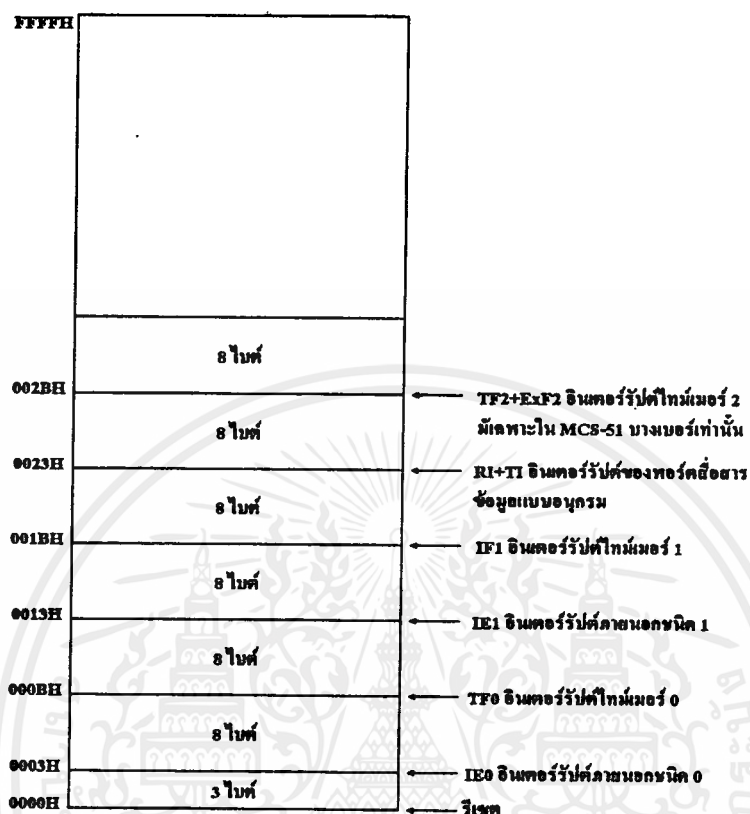 FFFFH
8 ไบต์
002BH
TF2+ExF2 อินเตอร์รัปต์ไทม์เมอร์ 2
มีเฉพาะใน MCS-51 บางเบอร์เท่านั้น
8 ไบต์
0023H
RI+TI อินเตอร์รัปต์ของพอร์ตสื่อสาร
ข้อมูลแบบอนุกรม
8 ไบต์
001BH
IF1 อินเตอร์รัปต์ไทม์เมอร์ 1
8 ไบต์
0013H
IE1 อินเตอร์รัปต์ภายนอกชนิด 1
8 ไบต์
000BH
TF0 อินเตอร์รัปต์ไทม์เมอร์ 0
8 ไบต์
0003H
IE0 อินเตอร์รัปต์ภายนอกชนิด 0
3 ไบต์
0000H
รีเซต